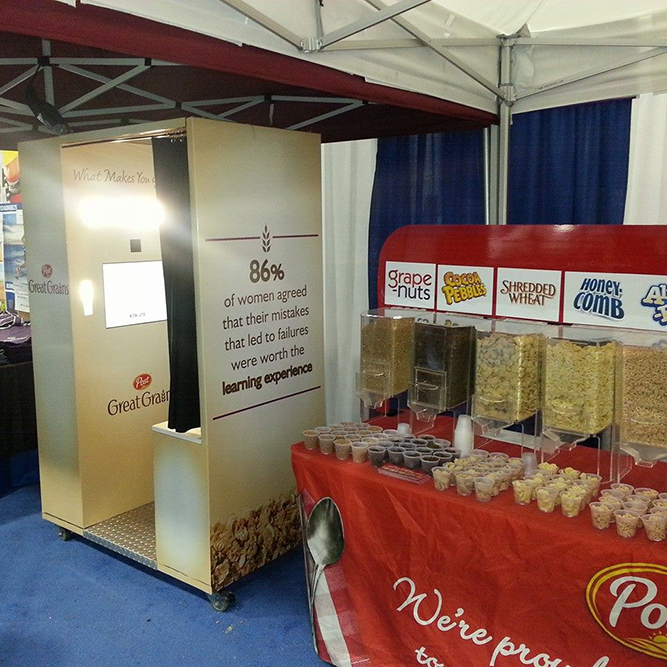 What Makes You
Post
Great Grains
Post
Great Grains
86%
of women agreed
that their mistakes
that led to failures
were worth the
learning experience
grape
-nuts
COCOA
PEBBLES
SHREDDED
WHEAT
HONEY-
COMB
We're
to